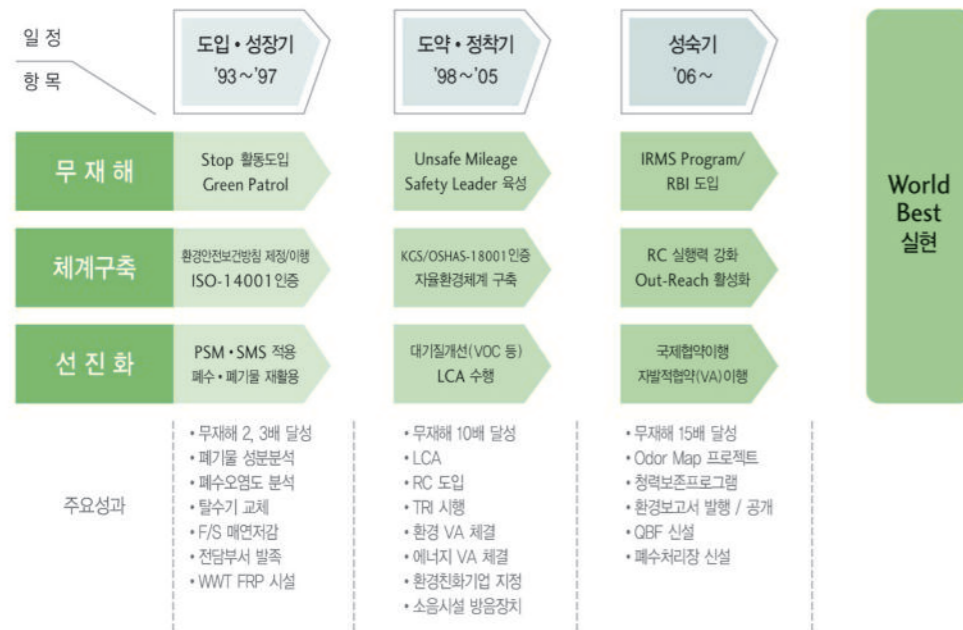 일 정
항 목
도입・성장기
'93~'97
도약・정착기
'98~'05
성숙기
'06~
무 재 해
Stop 활동도입
Green Patrol
Unsafe Mileage
Safety Leader 육성
IRMS Program/
RBI 도입
체계구축
환경안전보건방침 제정/이행
ISO-14001인증
KGS/OSHAS-18001인증
자율환경체계 구축
RC 실행력 강화
Out-Reach 활성화
선 진 화
PSM・SMS 적용
폐수・폐기물 재활용
대기질개선(VOC 등)
LCA 수행
국제협약이행
자발적협약(VA)이행
World
Best
실현
주요성과
• 무재해 2, 3배 달성
• 폐기물 성분분석
• 폐수오염도 분석
• 탈수기 교체
• F/S 매연저감
• 전담부서 발족
• WWT FRP 시설
• 무재해 10배 달성
• LCA
• RC 도입
• TRI 시행
• 환경 VA 체결
• 에너지 VA 체결
• 환경친화기업 지정
• 소음시설 방음장치
• 무재해 15배 달성
• Odor Map 프로젝트
• 청력보존프로그램
• 환경보고서 발행 / 공개
• QBF 신설
• 폐수처리장 신설